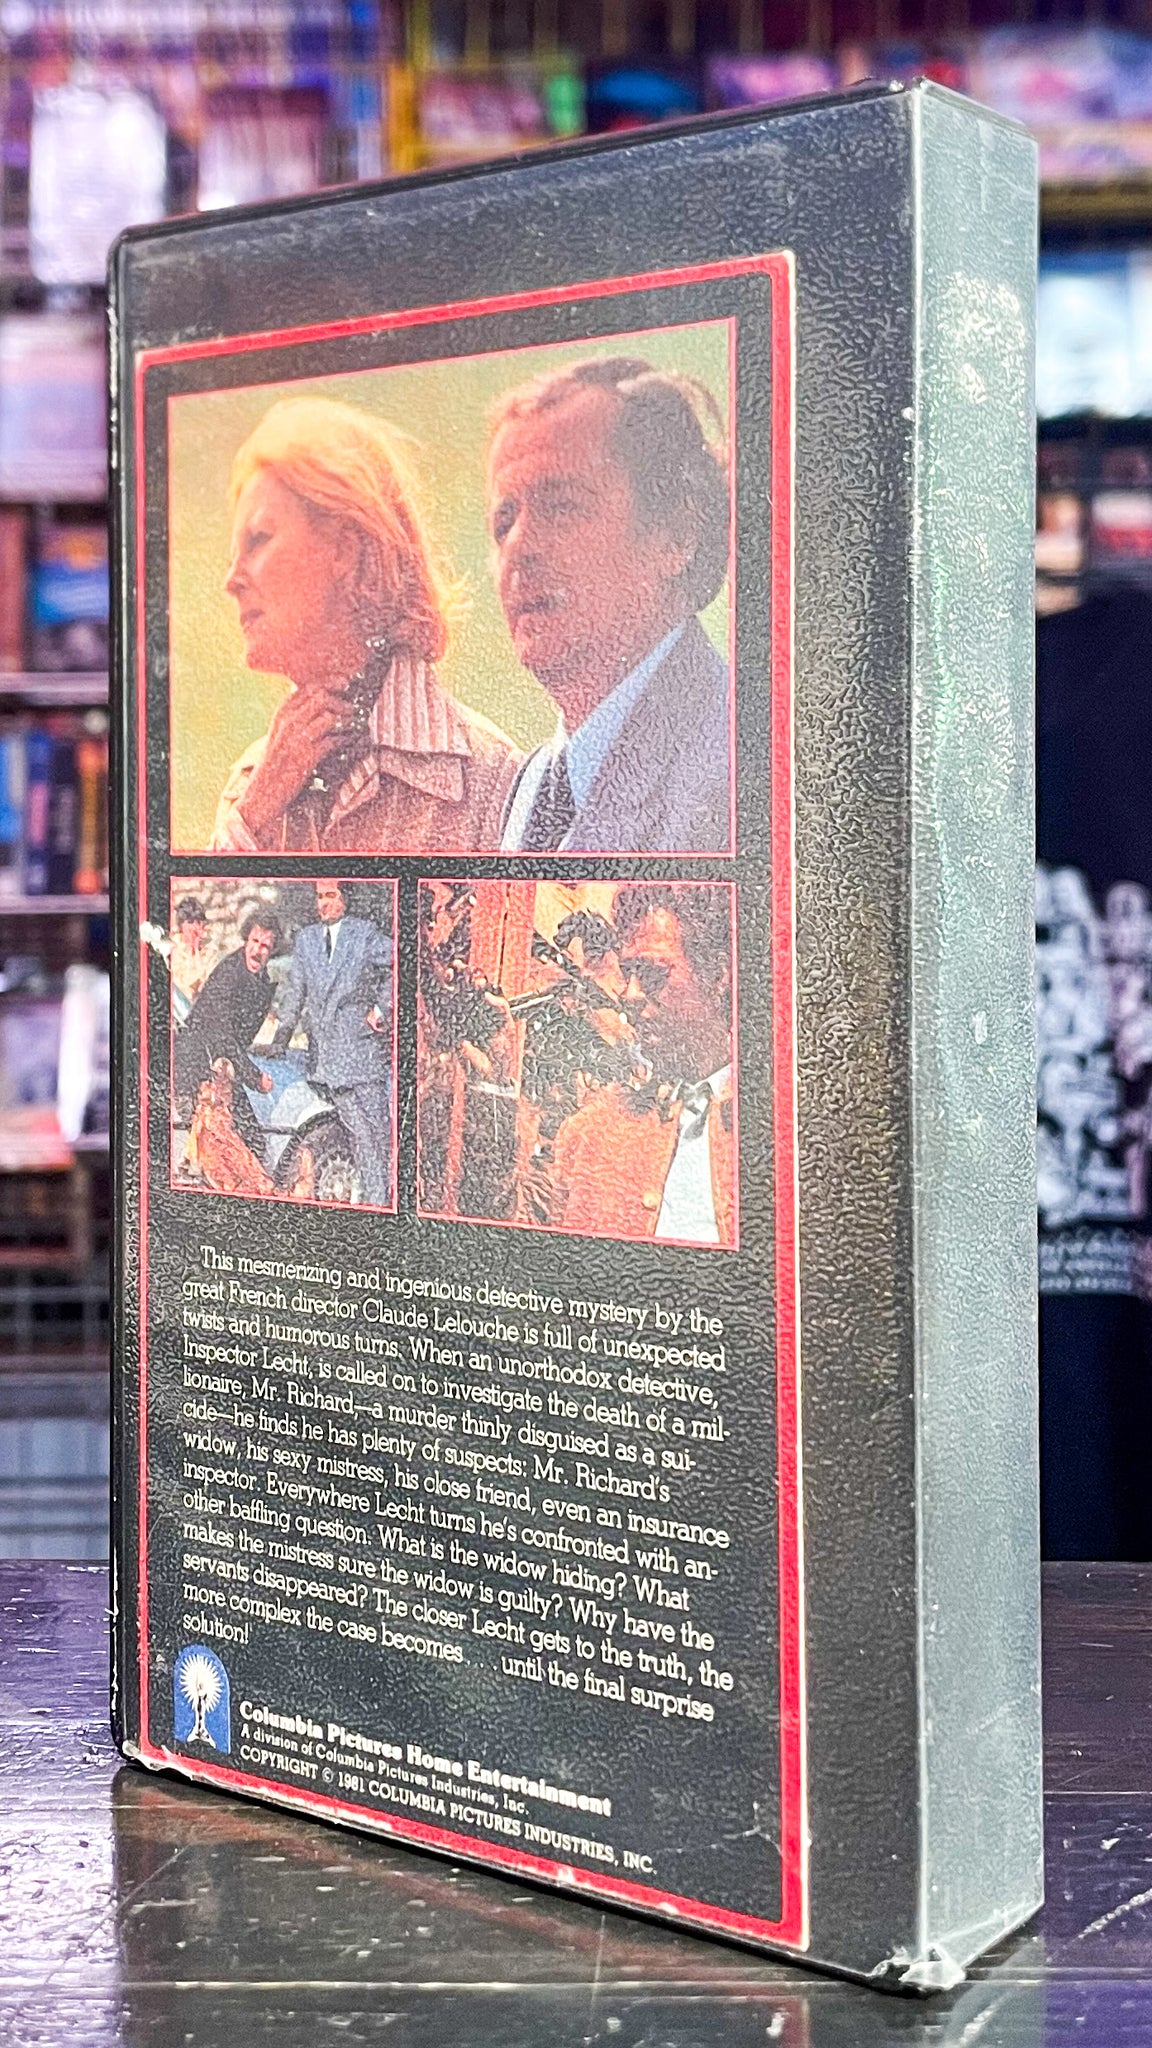 This mesmerizing and ingenious detective mystery by the
great French director Claude Lelouche is full of unexpected
twists and humorous turns. When an unorthodox detective,
Inspector Lecht, is called on to investigate the death of a mil-
lionaire, Mr. Richard,—a murder thinly disguised as a sui-
cide—he finds he has plenty of suspects: Mr. Richard's
widow, his sexy mistress, his close friend, even an insurance
inspector. Everywhere Lecht turns he's confronted with an-
other baffling question: What is the widow hiding? What
makes the mistress sure the widow is guilty? Why have the
servants disappeared? The closer Lecht gets to the truth, the
more complex the case becomes . . . . until the final surprise
solution!
Columbia Pictures Home Entertainment
A division of Columbia Pictures Industries, Inc.
COPYRIGHT © 1981 COLUMBIA PICTURES INDUSTRIES, INC.